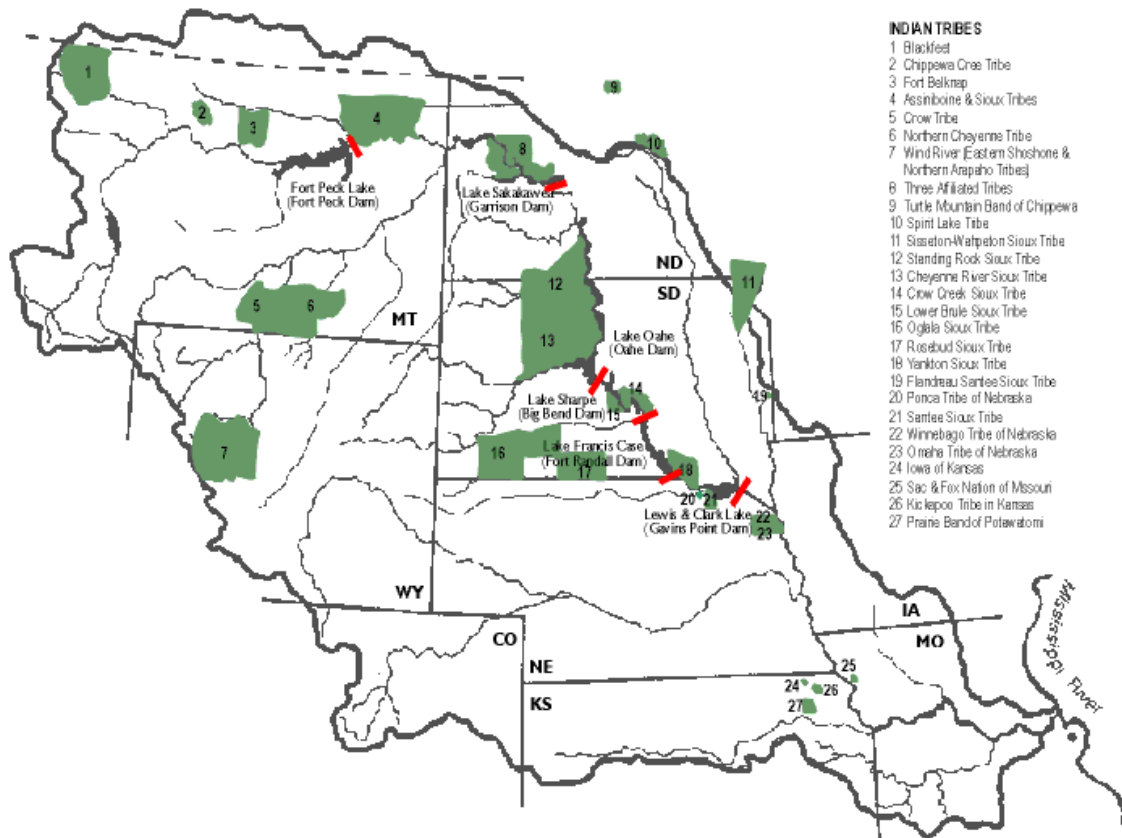 INDIAN TRIBES
1 Blackfeet
2 Chippewa Cree Tribe
3 Fort Belknap
4 Assiniboine & Sioux Tribes
5 Crow Tribe
6 Northern Cheyenne Tribe
7 Wind River (Eastern Shoshone &
Northern Arapaho Tribes)
8 Three Affiliated Tribes
9 Turtle Mountain Band of Chippewa
10 Spirit Lake Tribe
11 Sisseton-Wahpeton Sioux Tribe
12 Standing Rock Sioux Tribe
13 Cheyenne River Sioux Tribe
14 Crow Creek Sioux Tribe
15 Lower Brule Sioux Tribe
16 Oglala Sioux Tribe
17 Rosebud Sioux Tribe
18 Yankton Sioux Tribe
19 Flandreau Santee Sioux Tribe
20 Ponca Tribe of Nebraska
21 Santee Sioux Tribe
22 Winnebago Tribe of Nebraska
23 Omaha Tribe of Nebraska
24 Iowa of Kansas
25 Sac & Fox Nation of Missouri
26 Kickapoo Tribe in Kansas
27 Prairie Band of Potawatomi
1
2
3
4
9
8
10
Fort Peck Lake
(Fort Peck Dam)
Lake Sakakawea
(Garrison Dam)
ND
SD
11
12
13
5
6
MT
Lake Oahe
(Oahe Dam)
14
15
19
Lake Sharpe
(Big Bend Dam)
7
16
17
Lake Francis Case
(Fort Randall Dam)
18
20
21
Lewis & Clark Lake
(Gavins Point Dam)
22
23
WY
CO
NE
KS
IA
MO
24
25
26
27
Mississippi River